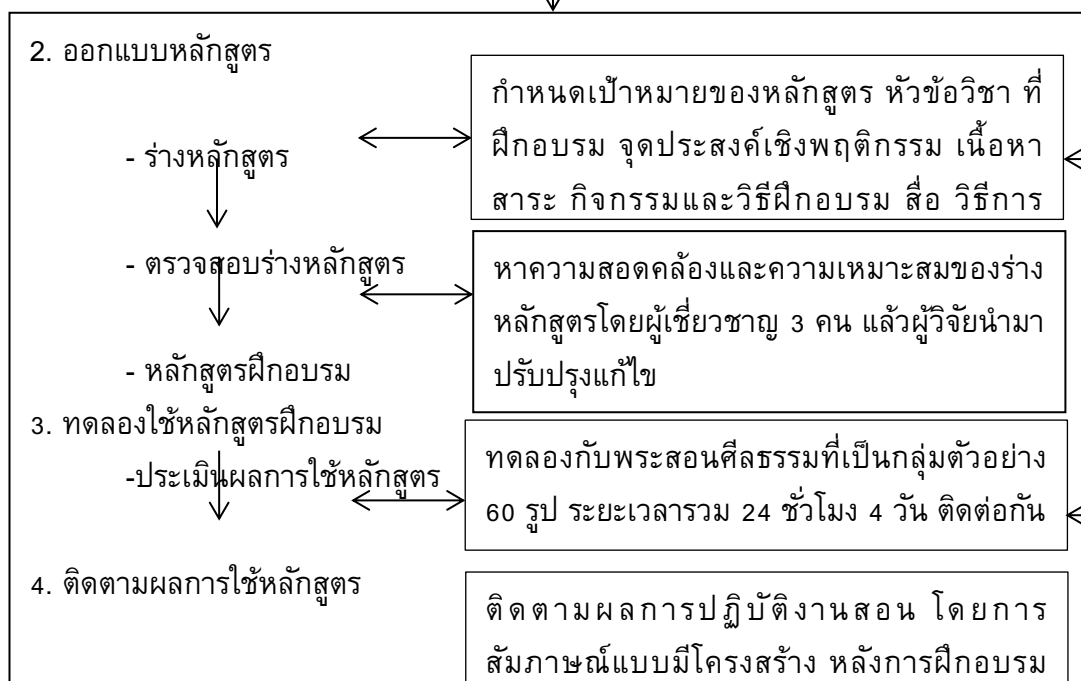 2. ออกแบบหลักสูตร
- ร่างหลักสูตร
กำหนดเป้าหมายของหลักสูตร หัวข้อวิชา ที่
ฝึกอบรม จุดประสงค์เชิงพฤติกรรม เนื้อหา
สาระ กิจกรรมและวิธีฝึกอบรม สื่อ วิธีการ
- ตรวจสอบร่างหลักสูตร
หาความสอดคล้องและความเหมาะสมของร่าง
หลักสูตรโดยผู้เชี่ยวชาญ 3 คน แล้วผู้วิจัยนำมา
ปรับปรุงแก้ไข
- หลักสูตรฝึกอบรม
3. ทดลองใช้หลักสูตรฝึกอบรม
-ประเมินผลการใช้หลักสูตร
ทดลองกับพระสอนศีลธรรมที่เป็นกลุ่มตัวอย่าง
60 รูป ระยะเวลารวม 24 ชั่วโมง 4 วัน ติดต่อกัน
4. ติดตามผลการใช้หลักสูตร
ติดตามผลการปฏิบัติงานสอน โดยการ
สัมภาษณ์แบบมีโครงสร้าง หลังการฝึกอบรม